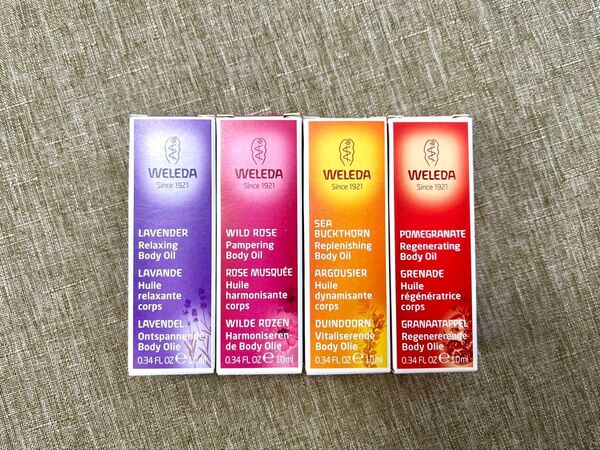 WELEDA
Since 1921
LAVENDER
Relaxing
Body Oil
LAVANDE
Huile
relaxante
corps
LAVENDEL
Ontspannende
Body Olie
0.34 FL OZ e 10ml
WELEDA
Since 1921
WILD ROSE
Pampering
Body Oil
ROSE MUSQUÉE
Huile
harmonisante
corps
WILDE ROZEN
Harmoniseren
de Body Olie
0.34 FL OZ e 10ml
WELEDA
Since 1921
SEA
BUCKTHORN
Replenishing
Body Oil
ARGOUSIER
Huile
dynamisante
corps
DUINDOORN
Vitaliserende
Body Olie
0.34 FL OZ e 10ml
WELEDA
Since 1921
POMEGRANATE
Regenerating
Body Oil
GRENADE
Huile
régénératrice
corps
GRANAATAPPEL
Regenererende
Body Olie
0.34 FL OZ e 10ml